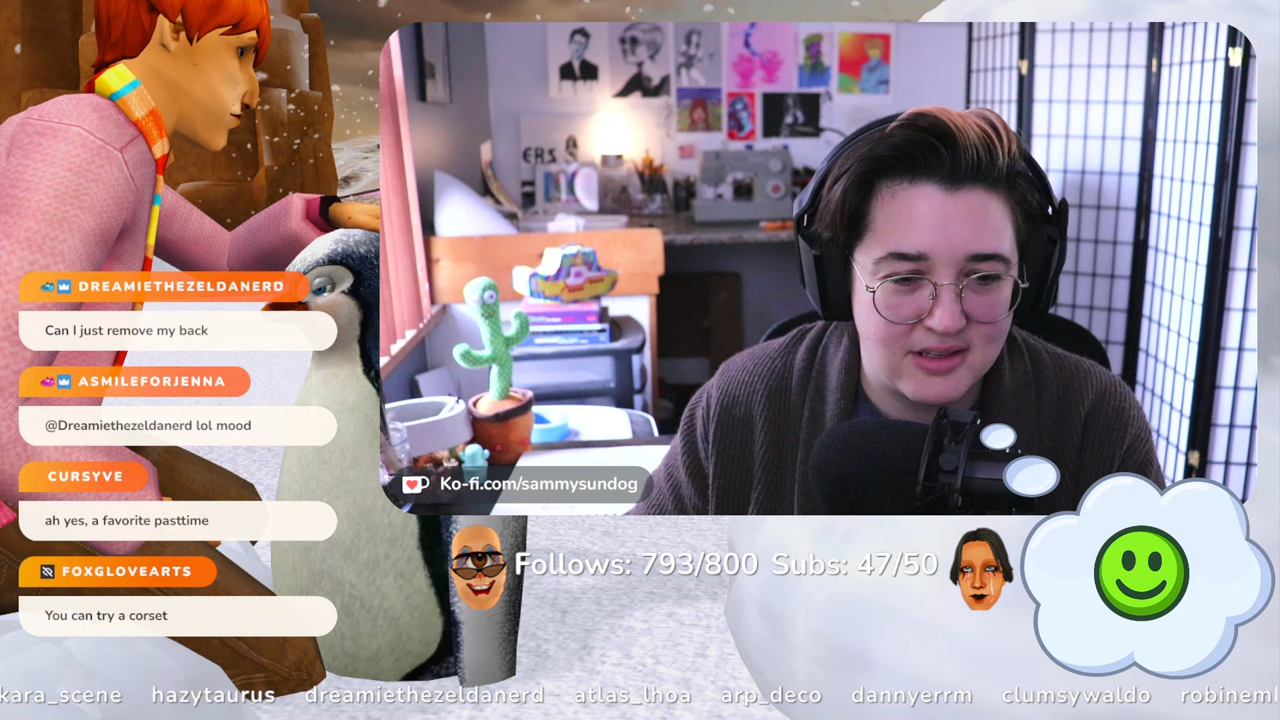 ERS
DREAMIETHEZELDANERD
Can I just remove my back
ASMILEFORJENNA
@Dreamiethezeldanerd lol mood
CURSYVE
ah yes, a favorite pasttime
FOXGLOVEARTS
You can try a corset
Ko-fi.com/sammysundog
Follows: 793/800 Subs: 47/50
kara_scene hazytaurus dreamiethezeldanerd atlas_lhoa arp_deco dannyerrm clumsywaldo